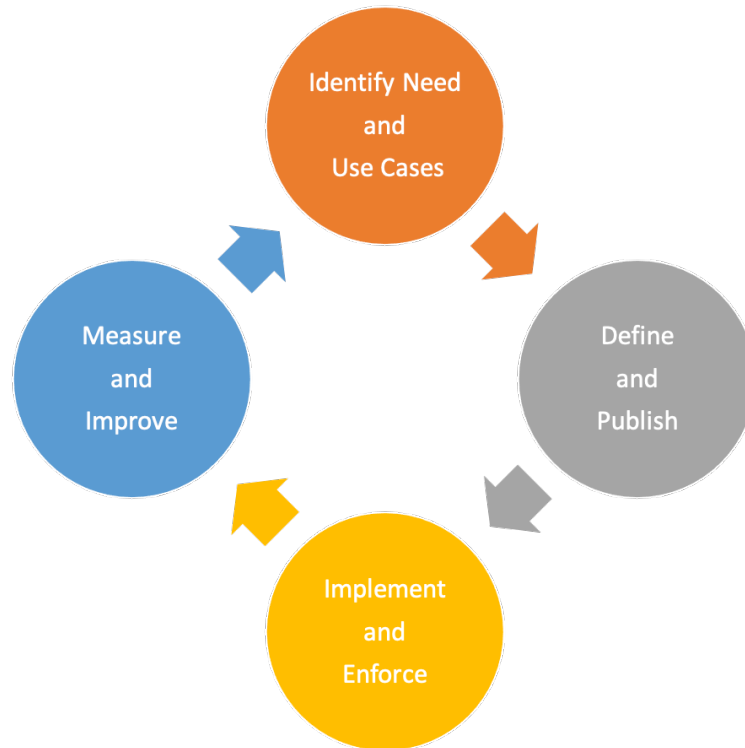 Identify Need
and
Use Cases
Define
and
Publish
Implement
and
Enforce
Measure
and
Improve